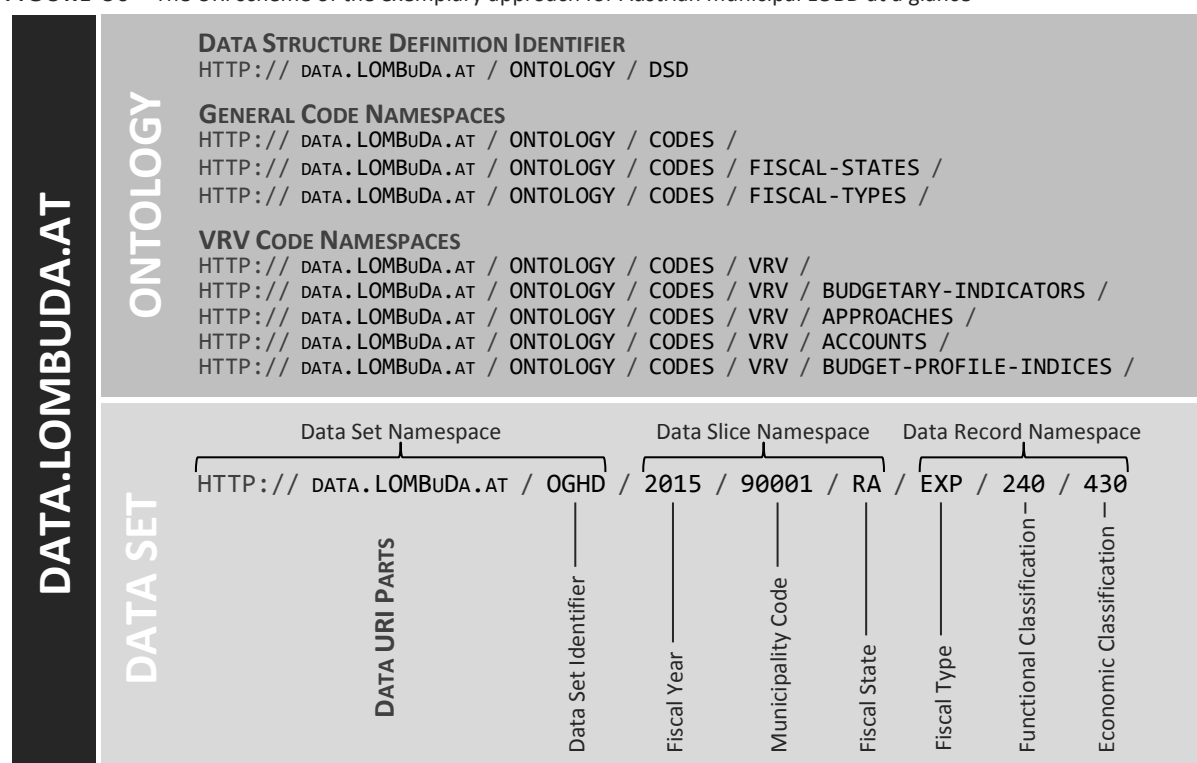 DATA.LOMBUDA.AT
ONTOLOGY
DATA STRUCTURE DEFINITION IDENTIFIER
HTTP:// DATA.LOMBUDA.AT / ONTOLOGY / DSD
GENERAL CODE NAMESPACES
HTTP:// DATA.LOMBUDA.AT / ONTOLOGY / CODES /
HTTP:// DATA.LOMBUDA.AT / ONTOLOGY / CODES / FISCAL-STATES /
HTTP:// DATA.LOMBUDA.AT / ONTOLOGY / CODES / FISCAL-TYPES /
VRV CODE NAMESPACES
HTTP:// DATA.LOMBUDA.AT / ONTOLOGY / CODES / VRV /
HTTP:// DATA.LOMBUDA.AT / ONTOLOGY / CODES / VRV / BUDGETARY-INDICATORS /
HTTP:// DATA.LOMBUDA.AT / ONTOLOGY / CODES / VRV / APPROACHES /
HTTP:// DATA.LOMBUDA.AT / ONTOLOGY / CODES / VRV / ACCOUNTS /
HTTP:// DATA.LOMBUDA.AT / ONTOLOGY / CODES / VRV / BUDGET-PROFILE-INDICES /
DATA SET
Data Set Namespace Data Slice Namespace Data Record Namespace
HTTP:// DATA.LOMBUDA.AT / OGHD / 2015 / 90001 / RA / EXP / 240 / 430
DATA URI PARTS
Data Set Identifier
Fiscal Year
Municipality Code
Fiscal State
Fiscal Type
Functional Classification
Economic Classification